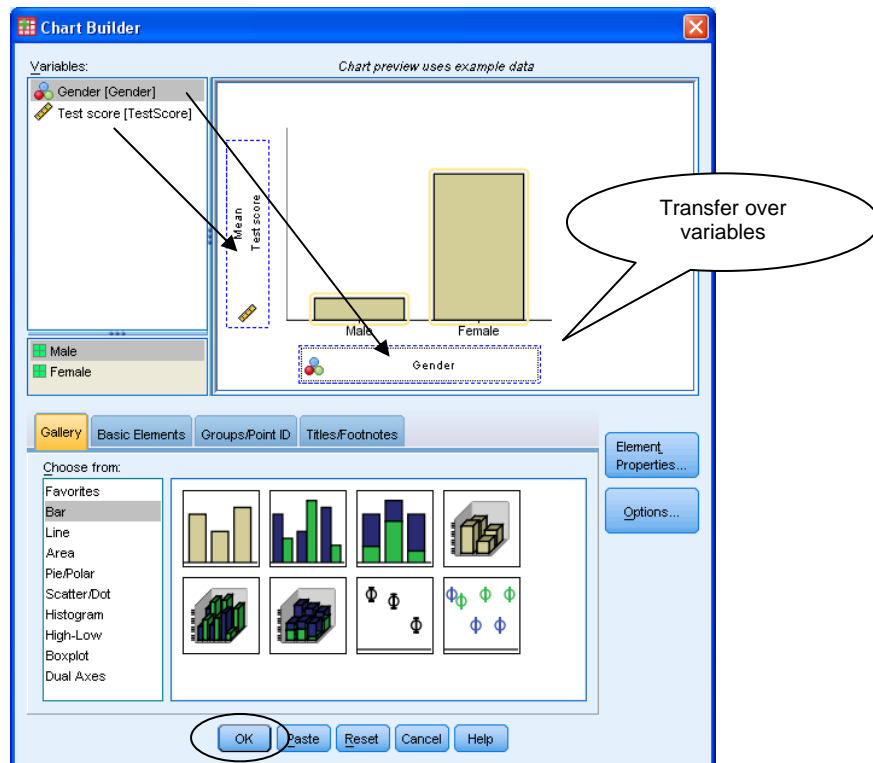 Chart Builder
Variables:
Chart preview uses example data
Gender [Gender]
Test score [TestScore]
Mean
Test score
Male
Female
Gender
Transfer over
variables
Male
Female
Gallery
Basic Elements
Groups/Point ID
Titles/Footnotes
Element
Properties...
Options...
Choose from:
Favorites
Bar
Line
Area
Pie/Polar
Scatter/Dot
Histogram
High-Low
Boxplot
Dual Axes
OK
Paste
Reset
Cancel
Help